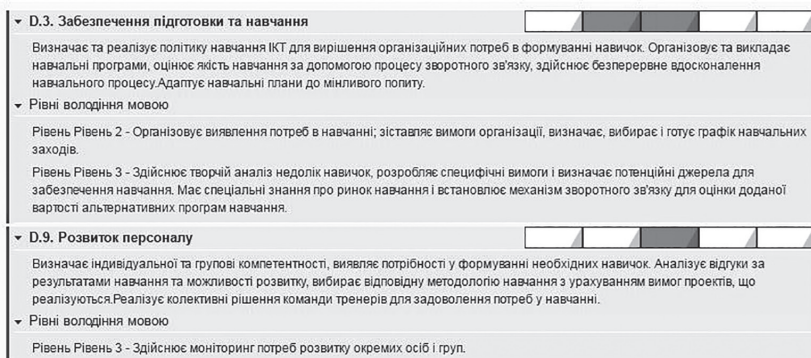 D.3. Забезпечення підготовки та навчання
Визначає та реалізує політику навчання ІКТ для вирішення організаційних потреб в формуванні навичок. Організовує та викладає
навчальні програми, оцінює якість навчання за допомогою процесу зворотного зв'язку, здійснює безперервне вдосконалення
навчального процесу.Адаптує навчальні плани до мінливого попиту.
Рівні володіння мовою
Рівень Рівень 2 - Організовує виявлення потреб в навчанні; зіставляє вимоги організації, визначає, вибирає і готує графік навчальних
заходів.
Рівень Рівень 3 - Здійснює творчій аналіз недолік навичок, розробляє специфічні вимоги і визначає потенційні джерела для
забезпечення навчання. Має спеціальні знання про ринок навчання і встановлює механізм зворотного зв'язку для оцінки доданої
вартості альтернативних програм навчання.
D.9. Розвиток персоналу
Визначає індивідуальної та групові компетентності, виявляє потрібності у формуванні необхідних навичок. Аналізує відгуки за
результатами навчання та можливості розвитку, вибирає відповідну методологію навчання з урахуванням вимог проектів, що
реалізуються.Реалізує колективні рішення команди тренерів для задоволення потреб у навчанні.
Рівні володіння мовою
Рівень Рівень 3 - Здійснює моніторинг потреб розвитку окремих осіб і груп.